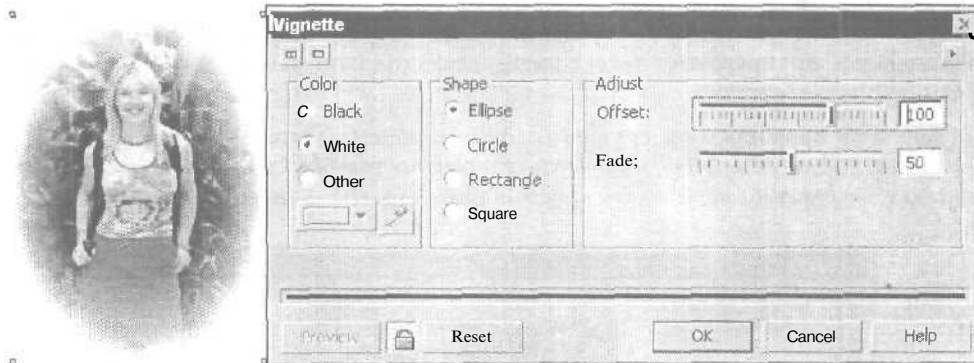 Vignette
Color
C Black
White
Other
Shape
Ellipse
Circle
Rectangle
Square
Adjust
Offset: 100
Fade; 50
Preview Reset OK Cancel Help